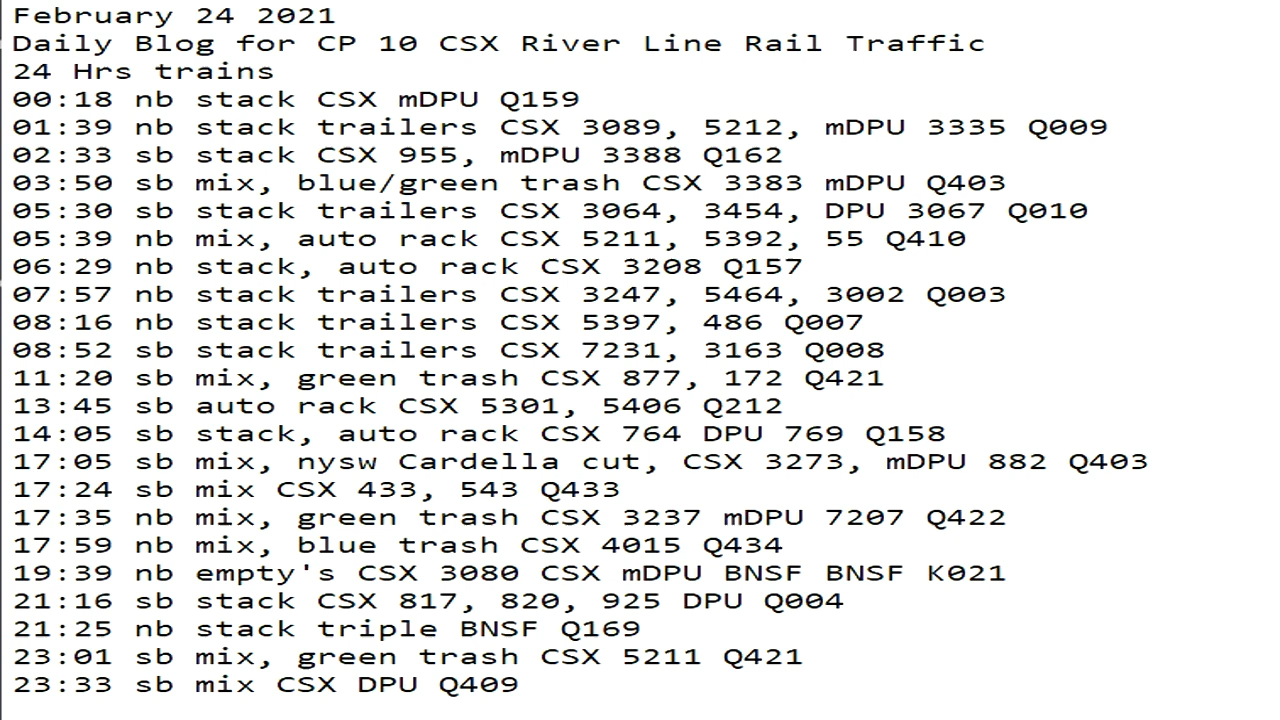 February 24 2021
Daily Blog for CP 10 CSX River Line Rail Traffic
24 Hrs trains
00:18 nb stack CSX mDPU Q159
01:39 nb stack trailers CSX 3089, 5212, mDPU 3335 Q009
02:33 sb stack CSX 955, mDPU 3388 Q162
03:50 sb mix, blue/green trash CSX 3383 mDPU Q403
05:30 sb stack trailers CSX 3064, 3454, DPU 3067 Q010
05:39 nb mix, auto rack CSX 5211, 5392, 55 Q410
06:29 nb stack, auto rack CSX 3208 Q157
07:57 nb stack trailers CSX 3247, 5464, 3002 Q003
08:16 nb stack trailers CSX 5397, 486 Q007
08:52 sb stack trailers CSX 7231, 3163 Q008
11:20 sb mix, green trash CSX 877, 172 Q421
13:45 sb auto rack CSX 5301, 5406 Q212
14:05 sb stack, auto rack CSX 764 DPU 769 Q158
17:05 sb mix, nysw Cardella cut, CSX 3273, mDPU 882 Q403
17:24 sb mix CSX 433, 543 Q433
17:35 nb mix, green trash CSX 3237 mDPU 7207 Q422
17:59 nb mix, blue trash CSX 4015 Q434
19:39 nb empty's CSX 3080 CSX mDPU BNSF BNSF K021
21:16 sb stack CSX 817, 820, 925 DPU Q004
21:25 nb stack triple BNSF Q169
23:01 sb mix, green trash CSX 5211 Q421
23:33 sb mix CSX DPU Q409